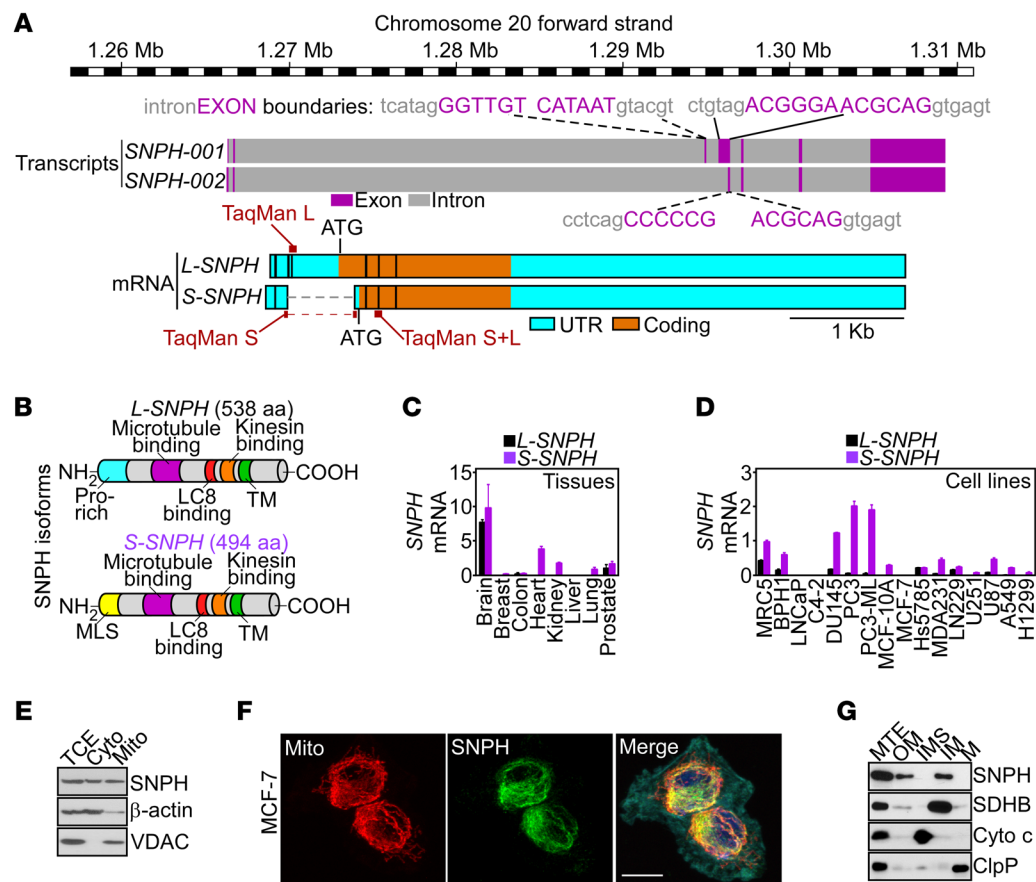 A
Chromosome 20 forward strand
1.26 Mb 1.27 Mb 1.28 Mb 1.29 Mb 1.30 Mb 1.31 Mb
intronEXON boundaries: tcatagGGTTGT CATAATgtacgt ctgtagACGGGAACGCAGgtgagt
Transcripts
SNPH-001
SNPH-002
Exon Intron
cctcagCCCCCG ACGCAGgtgagt
TaqMan L
ATG
mRNA
L-SNPH
S-SNPH
TaqMan S
ATG
TaqMan S+L
UTR Coding
1 Kb
B
SNPH isoforms
L-SNPH (538 aa)
Microtubule binding
Kinesin binding
NH2
COOH
Pro-rich
LC8 binding
TM
S-SNPH (494 aa)
Microtubule binding
Kinesin binding
NH2
COOH
MLS
LC8 binding
TM
C
L-SNPH
S-SNPH
Tissues
SNPH mRNA
15
10
5
0
Brain
Breast
Colon
Heart
Kidney
Liver
Lung
Prostate
D
L-SNPH
S-SNPH
Cell lines
SNPH mRNA
3
2
1
0
MRC5
BPH1
LNCaP
C4-2
DU145
PC3
PC3-ML
MCF-10A
MCF-7
Hs5785
MDA231
LN229
U251
U87
A549
H1299
E
TCE Cyto Mito
SNPH
β-actin
VDAC
F
MCF-7
Mito SNPH Merge
G
MTE OM IMS IM M
SNPH
SDHB
Cyto c
ClpP